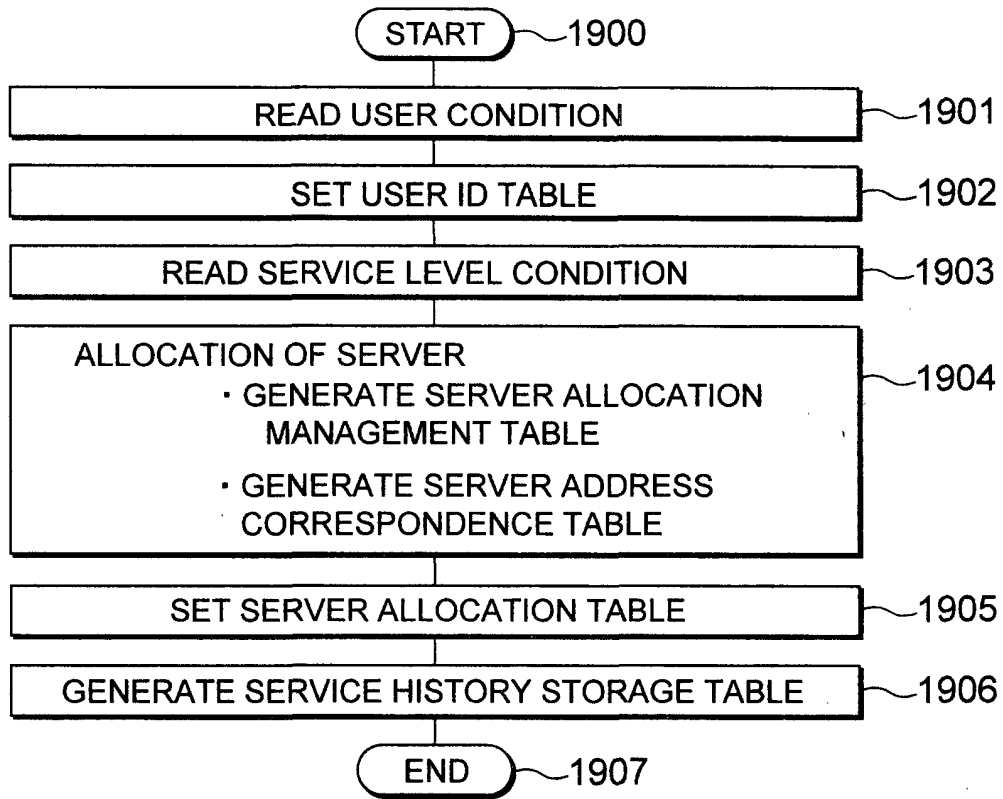 START 1900
READ USER CONDITION 1901
SET USER ID TABLE 1902
READ SERVICE LEVEL CONDITION 1903
ALLOCATION OF SERVER 1904
・GENERATE SERVER ALLOCATION
MANAGEMENT TABLE
・GENERATE SERVER ADDRESS
CORRESPONDENCE TABLE
SET SERVER ALLOCATION TABLE 1905
GENERATE SERVICE HISTORY STORAGE TABLE 1906
END 1907